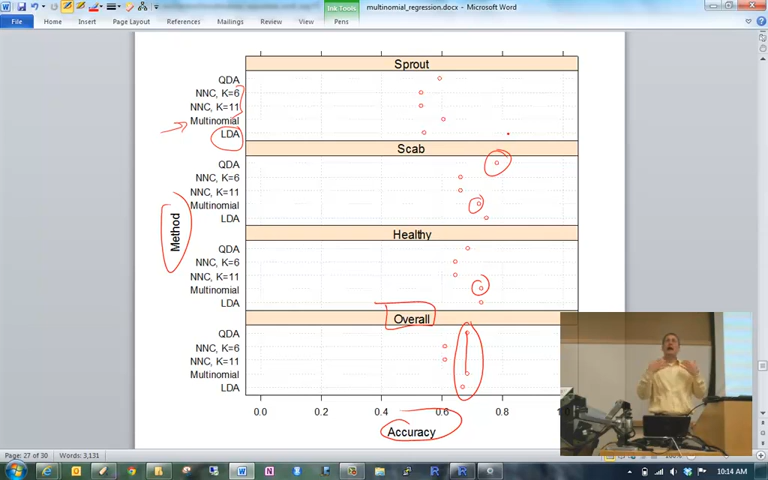 Ink Tools
multinomial_regression.docx - Microsoft Word
File Home Insert Page Layout References Mailings Review View Pens
Sprout
QDA
NNC, K=6
NNC, K=11
Multinomial
LDA
Scab
QDA
NNC, K=6
NNC, K=11
Multinomial
LDA
Healthy
QDA
NNC, K=6
NNC, K=11
Multinomial
LDA
Overall
QDA
NNC, K=6
NNC, K=11
Multinomial
LDA
Method
0.0 0.2 0.4 0.6 0.8 1.0
Accuracy
Page: 27 of 30 Words: 3,131
10:14 AM